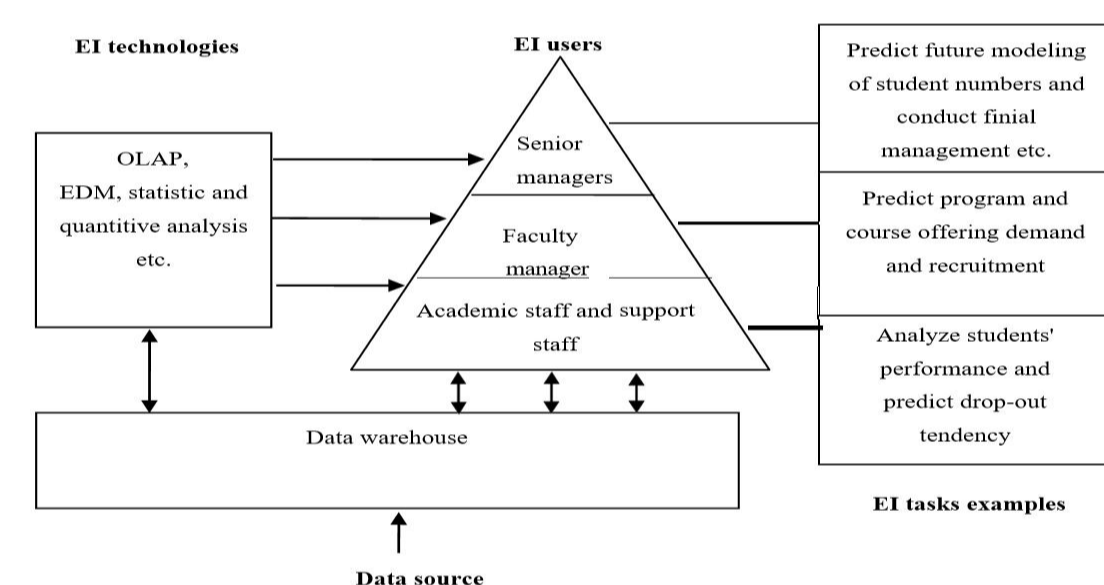 EI technologies
EI users
OLAP,
EDM, statistic and
quantitive analysis
etc.
Senior
managers
Faculty
manager
Academic staff and support
staff
Predict future modeling
of student numbers and
conduct finial
management etc.
Predict program and
course offering demand
and recruitment
Analyze students'
performance and
predict drop-out
tendency
EI tasks examples
Data warehouse
Data source